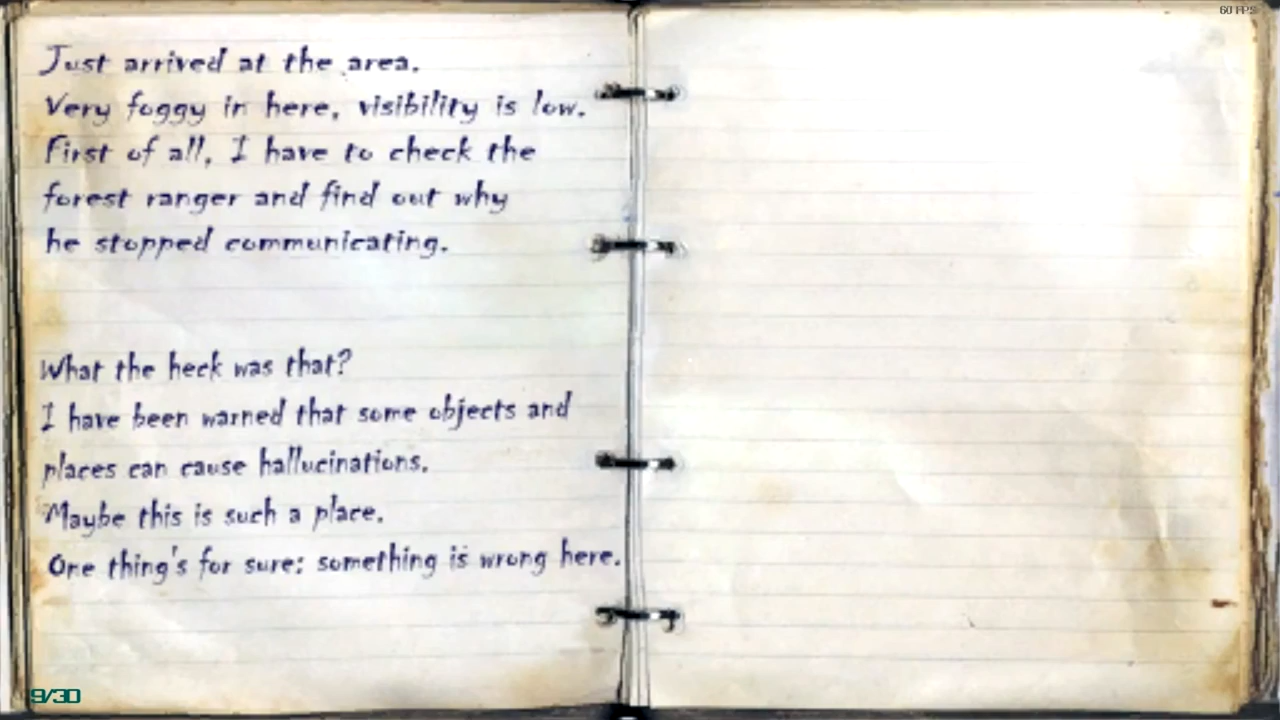 60 FPS
Just arrived at the area.
Very foggy in here, visibility is low.
First of all, I have to check the
forest ranger and find out why
he stopped communicating.
What the heck was that?
I have been warned that some objects and
places can cause hallucinations.
Maybe this is such a place.
One thing's for sure: something is wrong here.
9/30